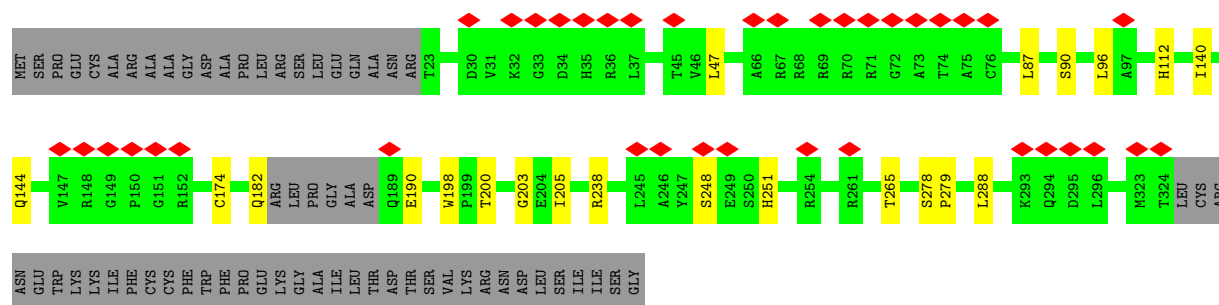 MET SER PRO GLU CYS ALA ARG ALA ALA GLY ASP ALA ALA PRO LEU ARG SER LEU GLU GLN ALA ASN ARG T23 D30 V31 K32 G33 D34 H35 R36 L37 T45 V46 L47 A66 R67 R68 R69 R70 R71 G72 A73 T74 A75 C76 L87 S90 L96 A97 H112 I140
Q144 V147 R148 G149 P150 G151 R152 C174 Q182 ARG LEU PRO GLY ALA ASP Q189 E190 W198 P199 T200 G203 E204 I205 R238 L245 A246 Y247 S248 E249 S250 H251 R254 R261 T265 S278 P279 L288 K293 Q294 D295 L296 M323 T324 LEU CYS ARG
ASN GLU TRP LYS LYS ILE PHE CYS CYS PHE TRP PHE PRO GLU LYS GLY ALA ILE LEU THR ASP THR SER VAL LYS ARG ASN ASP LEU SER ILE ILE SER GLY